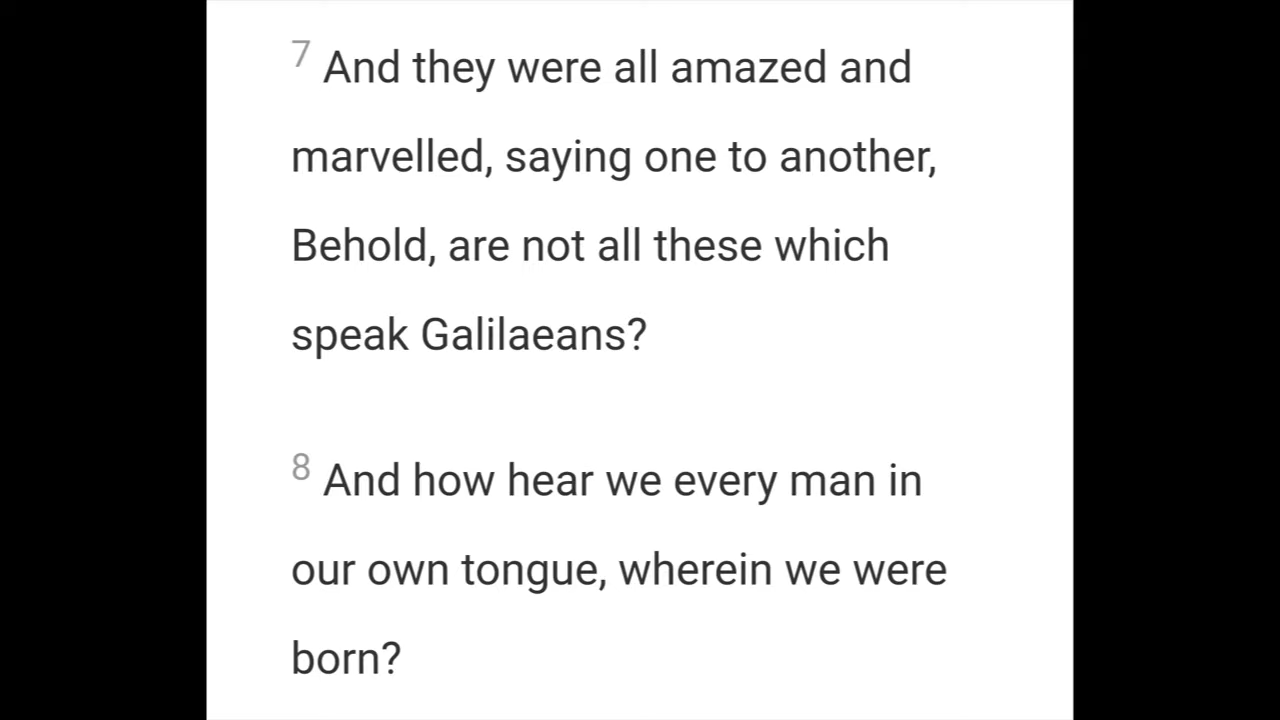 7 And they were all amazed and
marvelled, saying one to another,
Behold, are not all these which
speak Galilaeans?
8 And how hear we every man in
our own tongue, wherein we were
born?